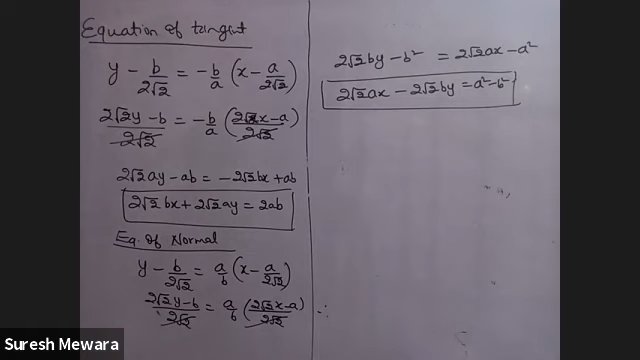 Equation of tangent
y - b/2√2 = -b/a (x - a/2√2)
2√2y-b/2√2 = -b/a (2√2x-a/2√2)
2√2ay-ab = -2√2bx+ab
2√2bx+2√2ay = 2ab
Eq. of Normal
y - b/2√2 = a/b (x - a/2√2)
2√2y-b/2√2 = a/b (2√2x-a/2√2)
2√2by-b² = 2√2ax-a²
2√2ax - 2√2by = a²-b²
Suresh Mewara